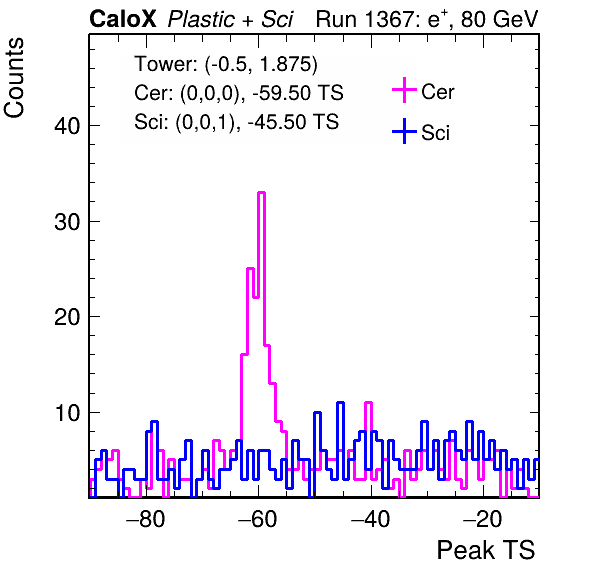 CaloX Plastic + Sci Run 1367: e+, 80 GeV
Counts
Tower: (-0.5, 1.875)
Cer: (0,0,0), -59.50 TS
Sci: (0,0,1), -45.50 TS
Cer
Sci
40
30
20
10
−80 −60 −40 −20
Peak TS